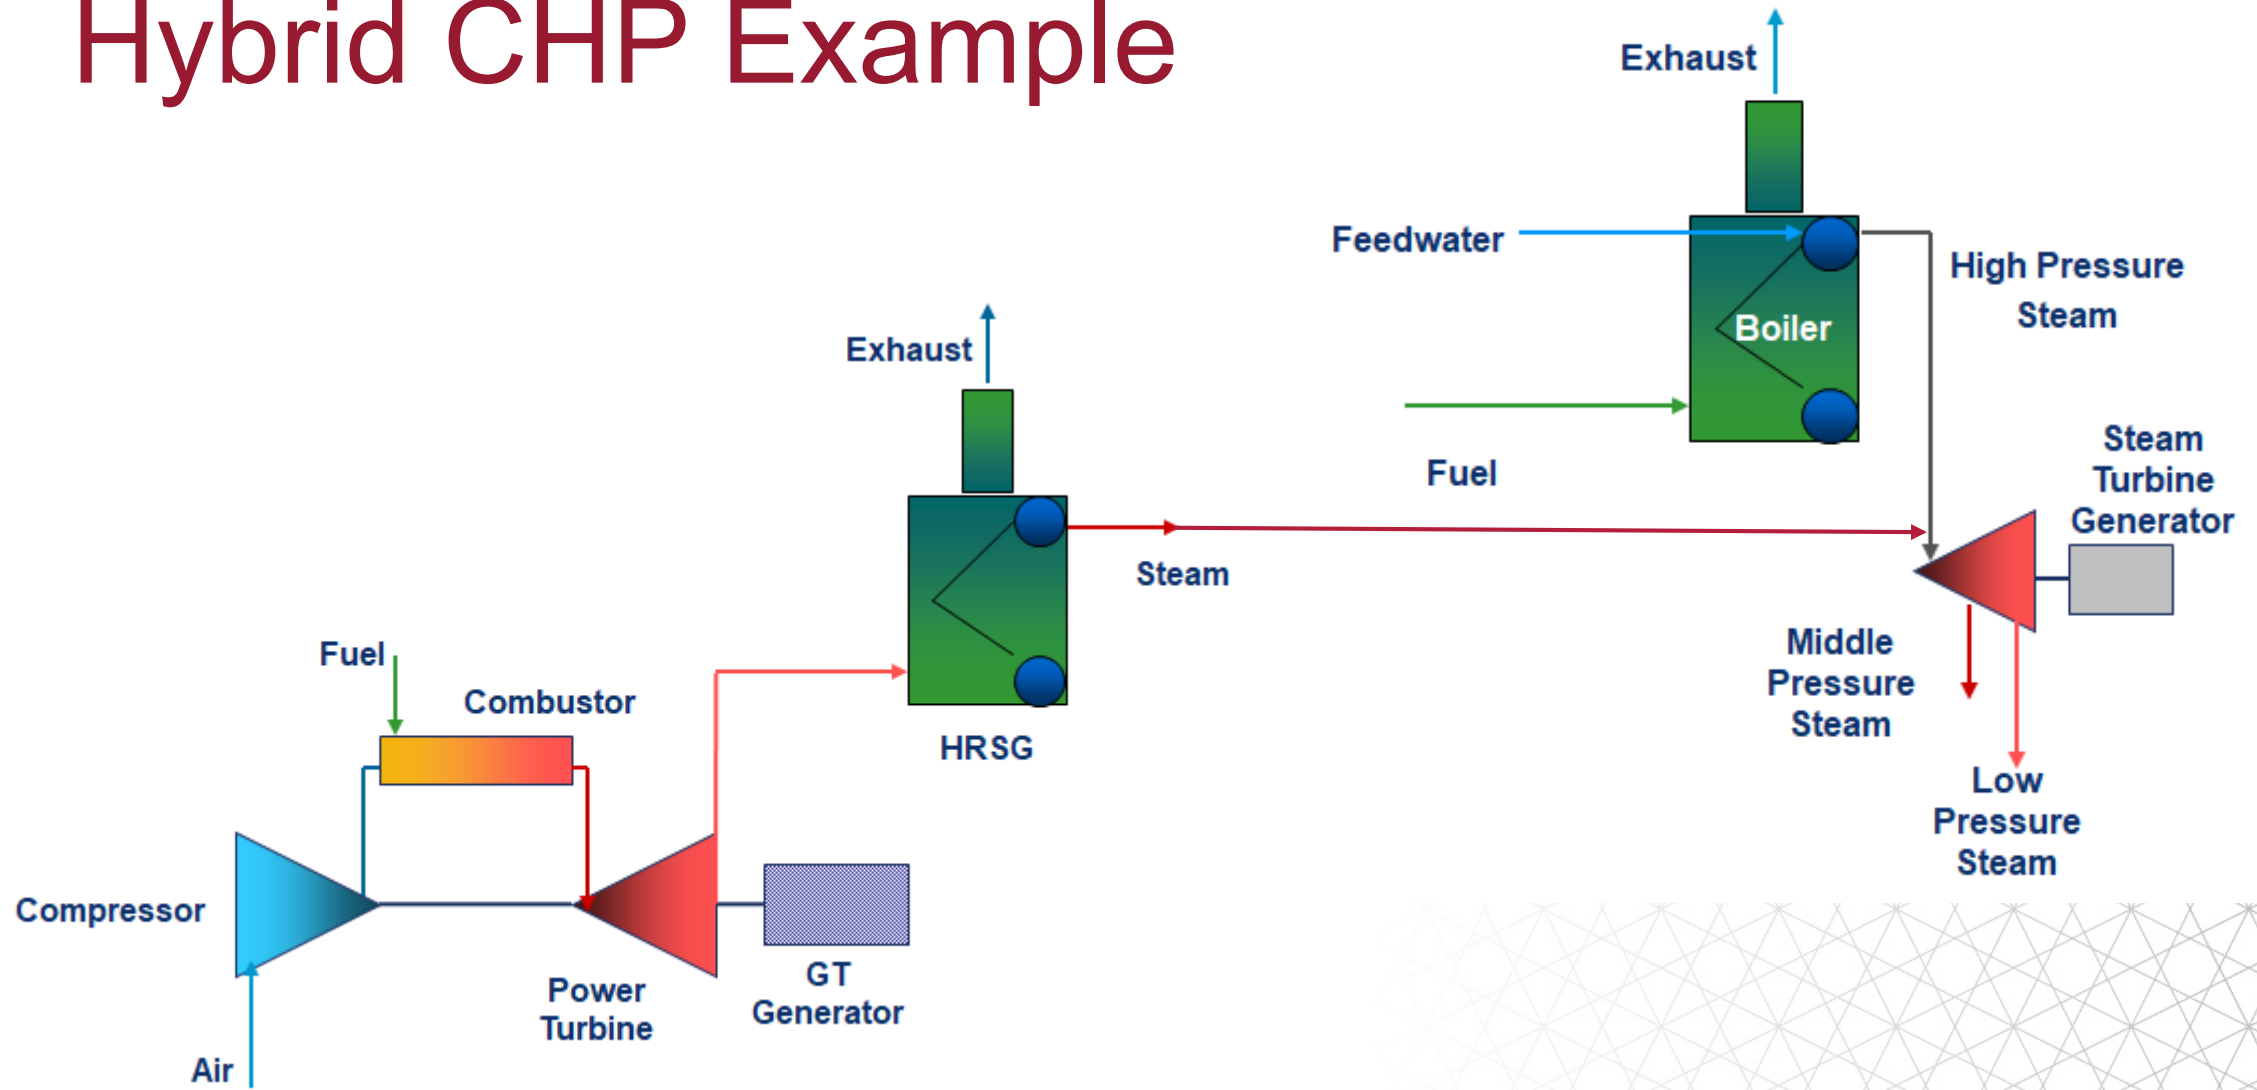 Hybrid CHP Example
Exhaust
Feedwater
High Pressure
Steam
Boiler
Exhaust
Fuel
Steam
Turbine
Generator
Steam
Middle
Pressure
Steam
Low
Pressure
Steam
Fuel
Combustor
HRSG
Compressor
GT
Generator
Power
Turbine
Air